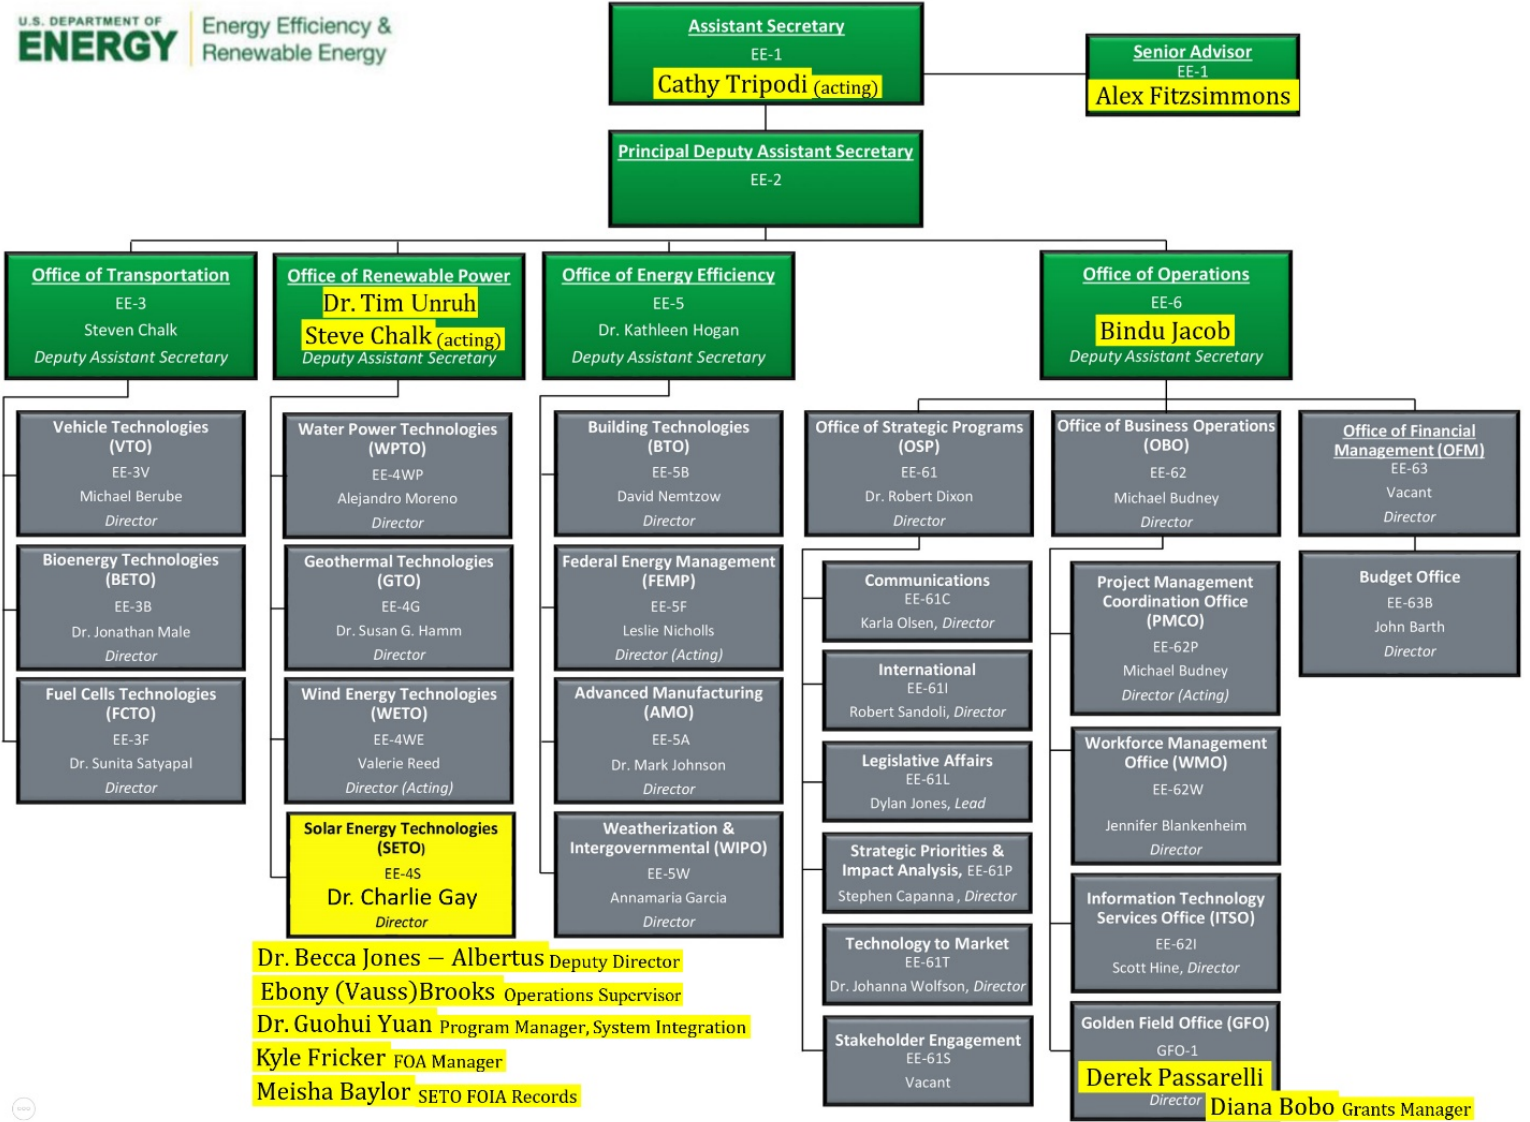 U.S. DEPARTMENT OF
ENERGY
Energy Efficiency &
Renewable Energy
Assistant Secretary
EE-1
Cathy Tripodi (acting)
Senior Advisor
EE-1
Alex Fitzsimmons
Principal Deputy Assistant Secretary
EE-2
Office of Transportation
EE-3
Steven Chalk
Deputy Assistant Secretary
Office of Renewable Power
Dr. Tim Unruh
Steve Chalk (acting)
Deputy Assistant Secretary
Office of Energy Efficiency
EE-5
Dr. Kathleen Hogan
Deputy Assistant Secretary
Office of Operations
EE-6
Bindu Jacob
Deputy Assistant Secretary
Vehicle Technologies
(VTO)
EE-3V
Michael Berube
Director
Bioenergy Technologies
(BETO)
EE-3B
Dr. Jonathan Male
Director
Fuel Cells Technologies
(FCTO)
EE-3F
Dr. Sunita Satyapal
Director
Water Power Technologies
(WPTO)
EE-4WP
Alejandro Moreno
Director
Geothermal Technologies
(GTO)
EE-4G
Dr. Susan G. Hamm
Director
Wind Energy Technologies
(WETO)
EE-4WE
Valerie Reed
Director (Acting)
Solar Energy Technologies
(SETO)
EE-4S
Dr. Charlie Gay
Director
Dr. Becca Jones – Albertus Deputy Director
Ebony (Vauss)Brooks Operations Supervisor
Dr. Guohui Yuan Program Manager, System Integration
Kyle Fricker FOA Manager
Meisha Baylor SETO FOIA Records
Building Technologies
(BTO)
EE-5B
David Nemtzow
Director
Federal Energy Management
(FEMP)
EE-5F
Leslie Nicholls
Director (Acting)
Advanced Manufacturing
(AMO)
EE-5A
Dr. Mark Johnson
Director
Weatherization &
Intergovernmental (WIPO)
EE-5W
Annamaria Garcia
Director
Office of Strategic Programs
(OSP)
EE-61
Dr. Robert Dixon
Director
Communications
EE-61C
Karla Olsen, Director
International
EE-61I
Robert Sandoli, Director
Legislative Affairs
EE-61L
Dylan Jones, Lead
Strategic Priorities &
Impact Analysis, EE-61P
Stephen Capanna , Director
Technology to Market
EE-61T
Dr. Johanna Wolfson, Director
Stakeholder Engagement
EE-61S
Vacant
Office of Business Operations
(OBO)
EE-62
Michael Budney
Director
Project Management
Coordination Office
(PMCO)
EE-62P
Michael Budney
Director (Acting)
Workforce Management
Office (WMO)
EE-62W
Jennifer Blankenheim
Director
Information Technology
Services Office (ITSO)
EE-62I
Scott Hine, Director
Golden Field Office (GFO)
GFO-1
Derek Passarelli
Director
Diana Bobo Grants Manager
Office of Financial
Management (OFM)
EE-63
Vacant
Director
Budget Office
EE-63B
John Barth
Director